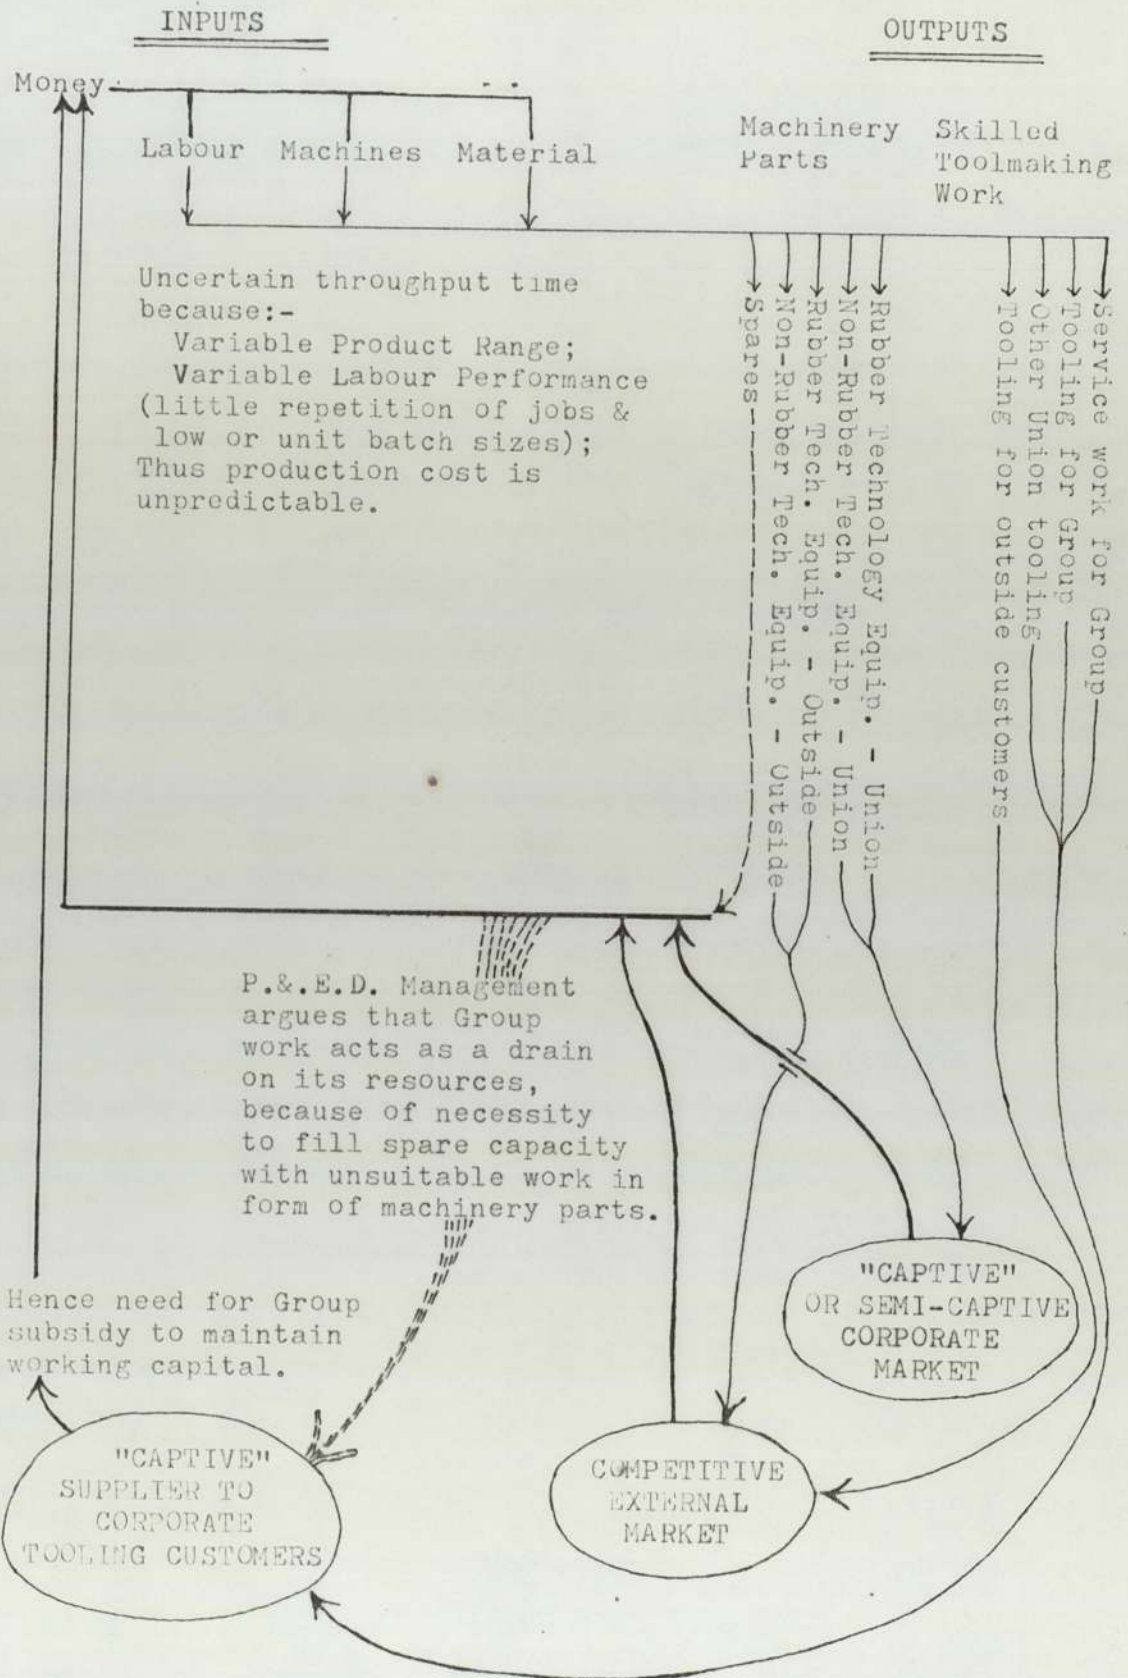 INPUTS
OUTPUTS
Money
Labour Machines Material
Machinery
Parts
Skilled
Toolmaking
Work
Uncertain throughput time
because:-
Variable Product Range;
Variable Labour Performance
(little repetition of jobs &
low or unit batch sizes);
Thus production cost is
unpredictable.
Spares
Non-Rubber Tech. Equip. - Outside
Rubber Tech. Equip. - Outside
Non-Rubber Tech. Equip. - Union
Rubber Technology Equip. - Union
Tooling for outside customers
Other Union tooling
Tooling for Group
Service work for Group
P.&.E.D. Management
argues that Group
work acts as a drain
on its resources,
because of necessity
to fill spare capacity
with unsuitable work in
form of machinery parts.
Hence need for Group
subsidy to maintain
working capital.
"CAPTIVE"
OR SEMI-CAPTIVE
CORPORATE
MARKET
"CAPTIVE"
SUPPLIER TO
CORPORATE
TOOLING CUSTOMERS
COMPETITIVE
EXTERNAL
MARKET